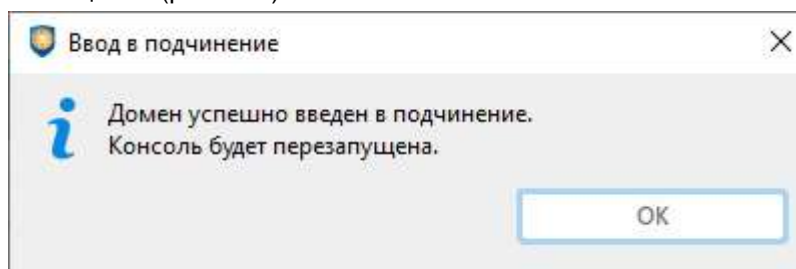 Ввод в подчинение
Домен успешно введен в подчинение.
Консоль будет перезапущена.
OK